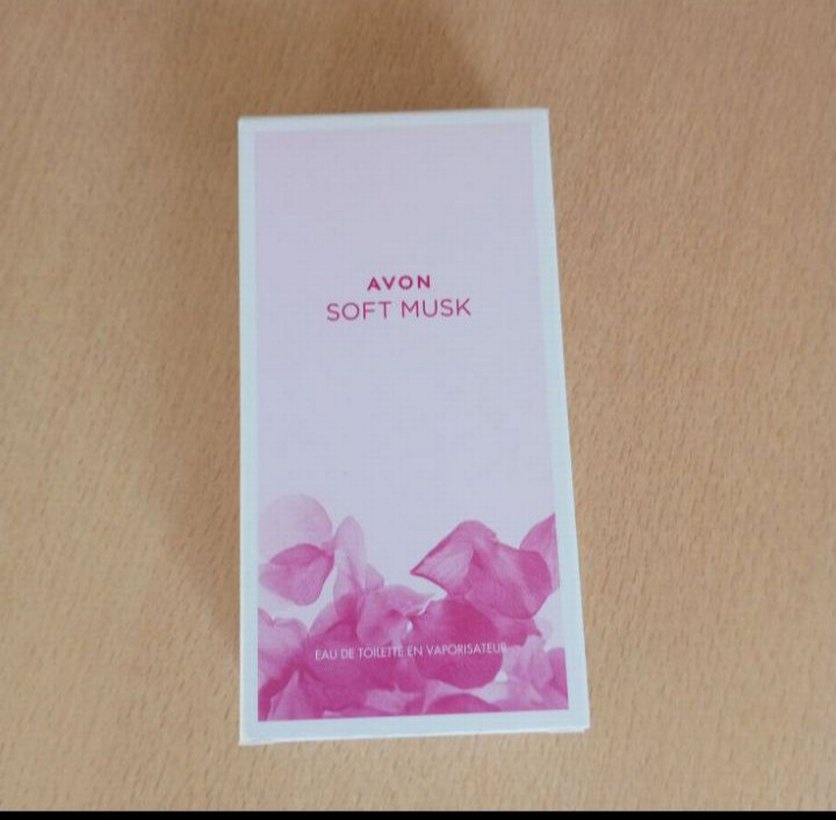 AVON
SOFT MUSK
EAU DE TOILETTE EN VAPORISATEUR